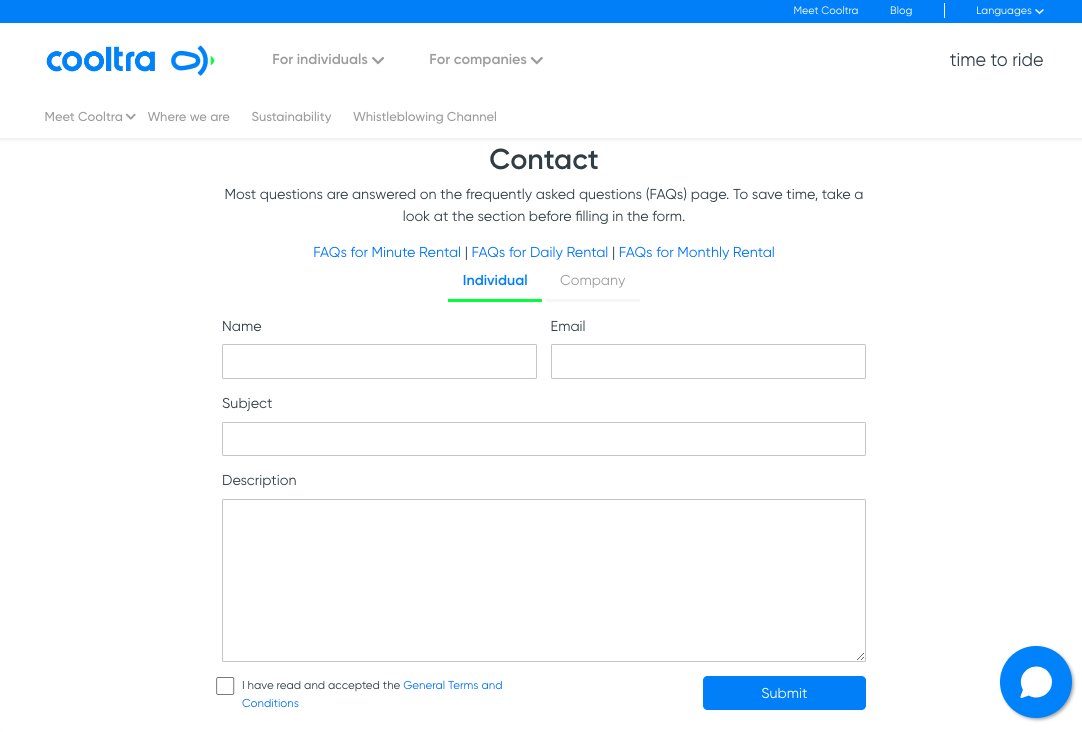 Meet Cooltra Blog Languages
cooltra For individuals For companies time to ride
Meet Cooltra Where we are Sustainability Whistleblowing Channel
Contact
Most questions are answered on the frequently asked questions (FAQs) page. To save time, take a
look at the section before filling in the form.
FAQs for Minute Rental | FAQs for Daily Rental | FAQs for Monthly Rental
Individual Company
Name Email
Subject
Description
I have read and accepted the General Terms and
Conditions
Submit